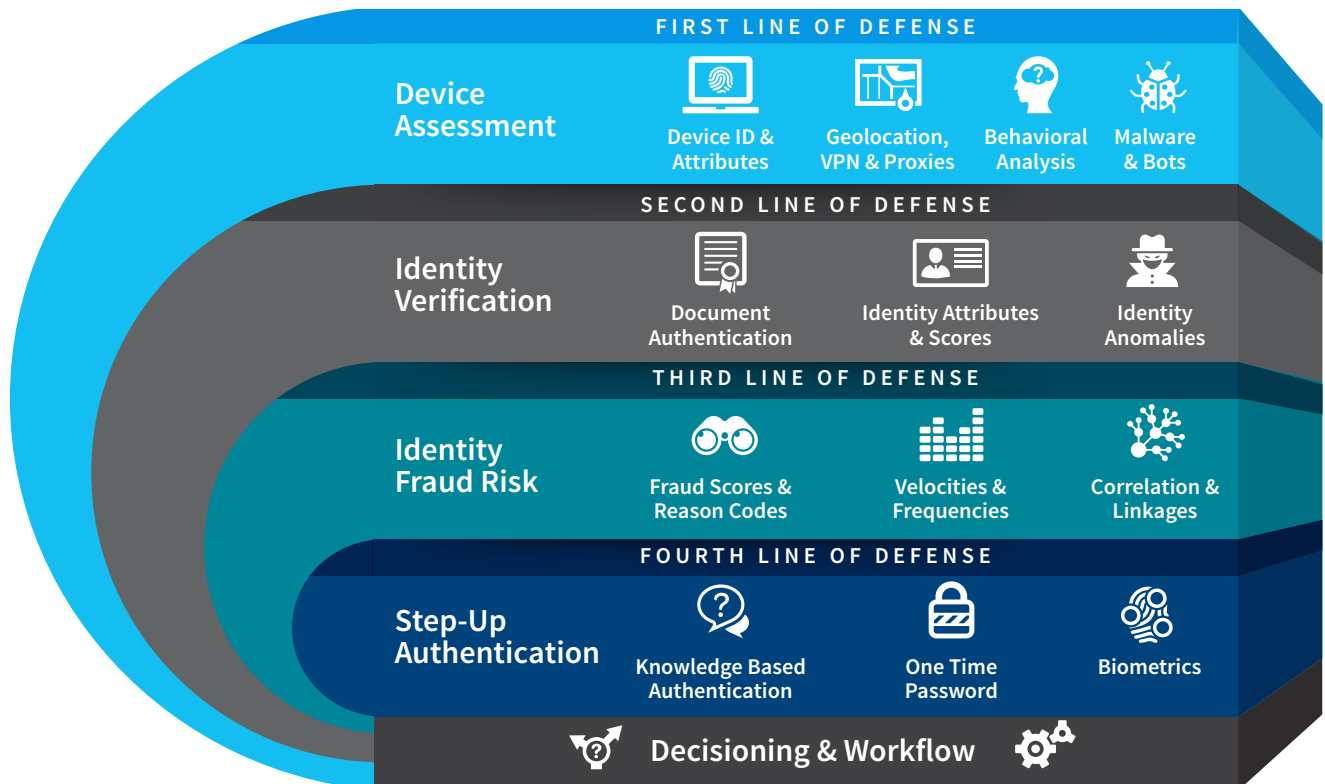 FIRST LINE OF DEFENSE
Device
Assessment
Device ID &
Attributes
Geolocation,
VPN & Proxies
Behavioral
Analysis
Malware
& Bots
SECOND LINE OF DEFENSE
Identity
Verification
Document
Authentication
Identity Attributes
& Scores
Identity
Anomalies
THIRD LINE OF DEFENSE
Identity
Fraud Risk
Fraud Scores &
Reason Codes
Velocities &
Frequencies
Correlation &
Linkages
FOURTH LINE OF DEFENSE
Step-Up
Authentication
Knowledge Based
Authentication
One Time
Password
Biometrics
Decisioning & Workflow